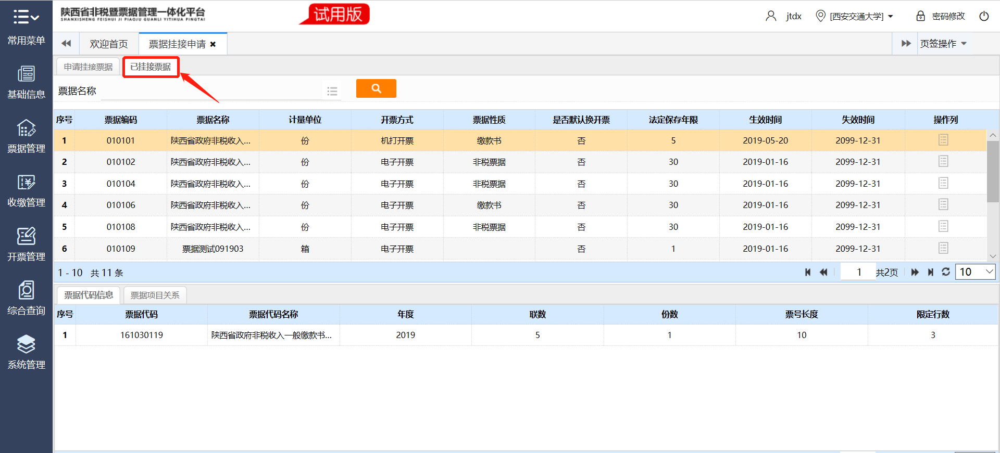 陕西省非税暨票据管理一体化平台
SHANXISHENG FEISHUI JI PIAOJU GUANLI YITIHUA PINGTAI
试用版
jtdx [西安交通大学] 密码修改
常用菜单
基础信息
票据管理
收缴管理
开票管理
综合查询
系统管理
欢迎首页 票据挂接申请 页签操作
申请挂接票据 已挂接票据
票据名称
序号 票据编码 票据名称 计量单位 开票方式 票据性质 是否默认换开票 法定保存年限 生效时间 失效时间 操作列
1 010101 陕西省政府非税收入... 份 机打开票 缴款书 否 5 2019-05-20 2099-12-31
2 010102 陕西省政府非税收入... 份 电子开票 非税票据 否 30 2019-01-16 2099-12-31
3 010104 陕西省政府非税收入... 份 电子开票 非税票据 否 30 2019-01-16 2099-12-31
4 010106 陕西省政府非税收入... 份 电子开票 缴款书 否 30 2019-01-16 2099-12-31
5 010108 陕西省政府非税收入... 份 电子开票 非税票据 否 30 2019-01-16 2099-12-31
6 010109 票据测试091903 箱 电子开票 否 1 2019-01-16 2099-12-31
1 - 10 共 11 条 1 共2页 10
票据代码信息 票据项目关系
序号 票据代码 票据代码名称 年度 联数 份数 票号长度 限定行数
1 161030119 陕西省政府非税收入一般缴款书... 2019 5 1 10 3